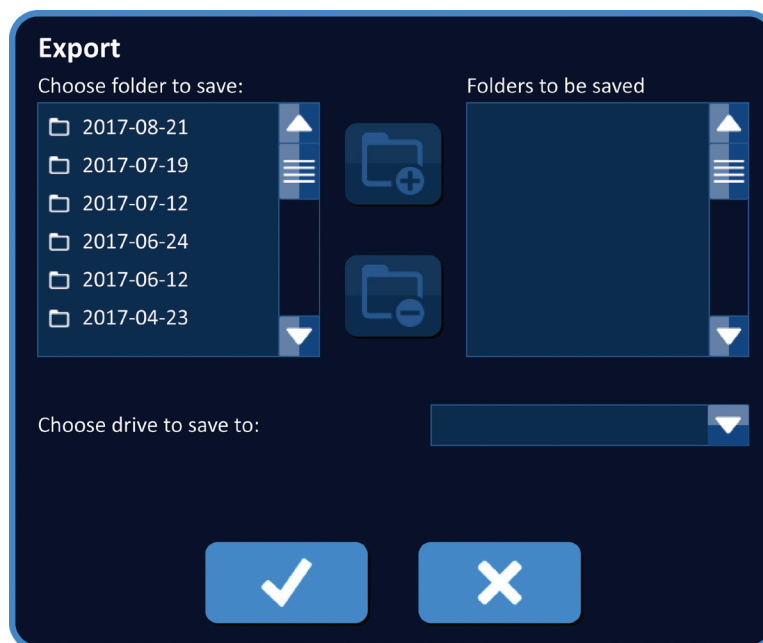 Export
Choose folder to save:
Folders to be saved
2017-08-21
2017-07-19
2017-07-12
2017-06-24
2017-06-12
2017-04-23
Choose drive to save to: